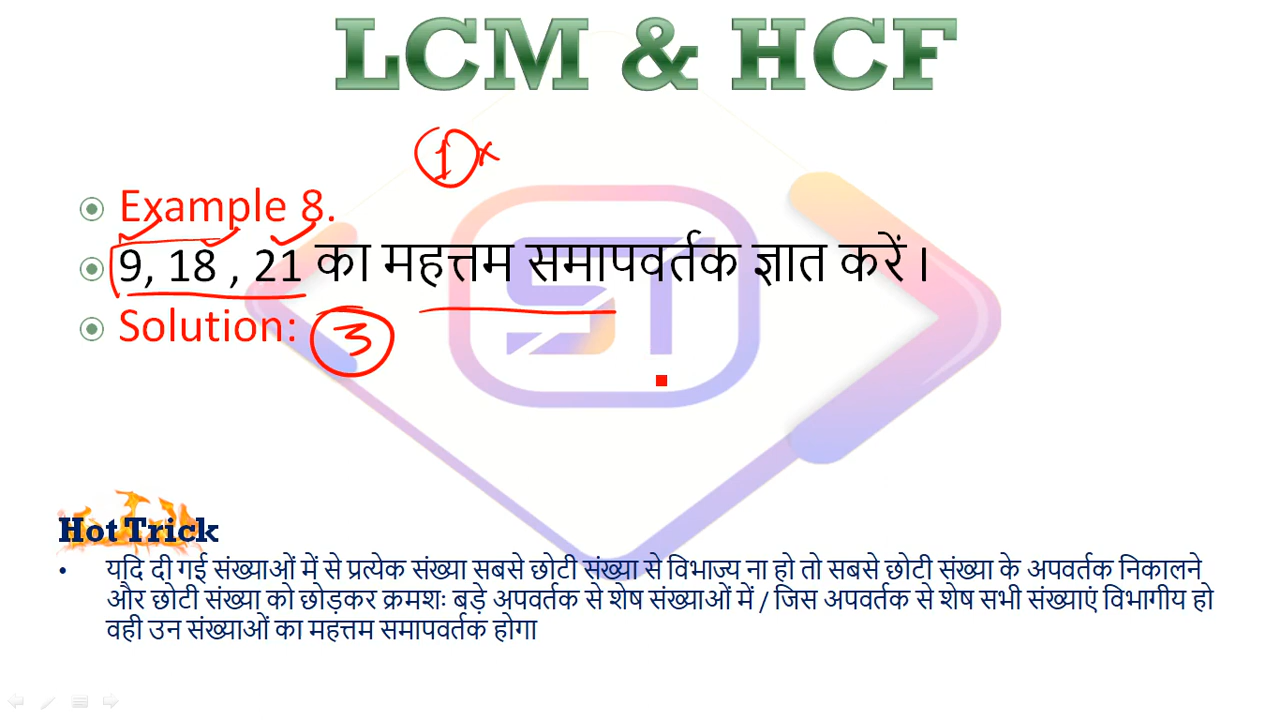 LCM & HCF
1 x
Example 8.
9, 18 , 21 का महत्तम समापवर्तक ज्ञात करें ।
Solution: 3
ST
Hot Trick
• यदि दी गई संख्याओं में से प्रत्येक संख्या सबसे छोटी संख्या से विभाज्य ना हो तो सबसे छोटी संख्या के अपवर्तक निकालने
और छोटी संख्या को छोड़कर क्रमशः बड़े अपवर्तक से शेष संख्याओं में / जिस अपवर्तक से शेष सभी संख्याएं विभागीय हो
वही उन संख्याओं का महत्तम समापवर्तक होगा